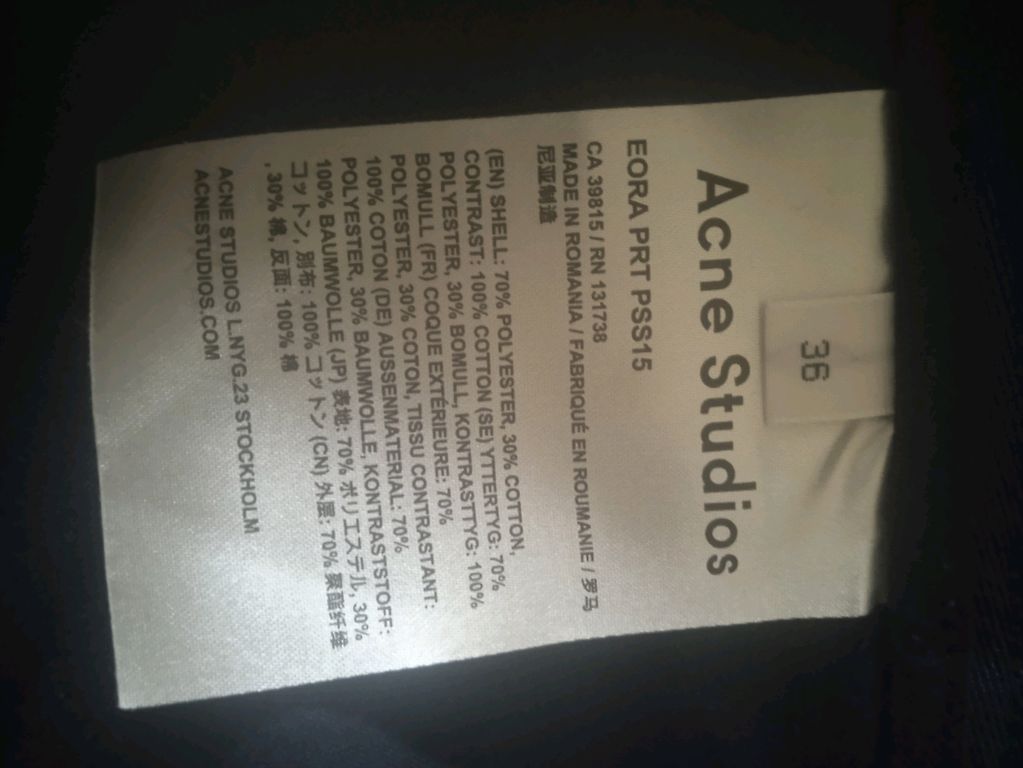 36
Acne Studios
EORA PRT PSS15
CA 39815 / RN 131738
MADE IN ROMANIA / FABRIQUÉ EN ROUMANIE / 罗马
尼亚制造
(EN) SHELL: 70% POLYESTER, 30% COTTON,
CONTRAST: 100% COTTON (SE) YTTERTYG: 70%
POLYESTER, 30% BOMULL, KONTRASTTYG: 100%
BOMULL (FR) COQUE EXTÉRIEURE: 70%
POLYESTER, 30% COTON, TISSU CONTRASTANT:
100% COTON (DE) AUSSENMATERIAL: 70%
POLYESTER, 30% BAUMWOLLE, KONTRASTSTOFF:
100% BAUMWOLLE (JP) 表地: 70% ポリエステル, 30%
コットン, 別布: 100% コットン (CN) 外层: 70% 聚酯纤维
, 30% 棉, 反面: 100% 棉
ACNE STUDIOS L.NYG.23 STOCKHOLM
ACNESTUDIOS.COM